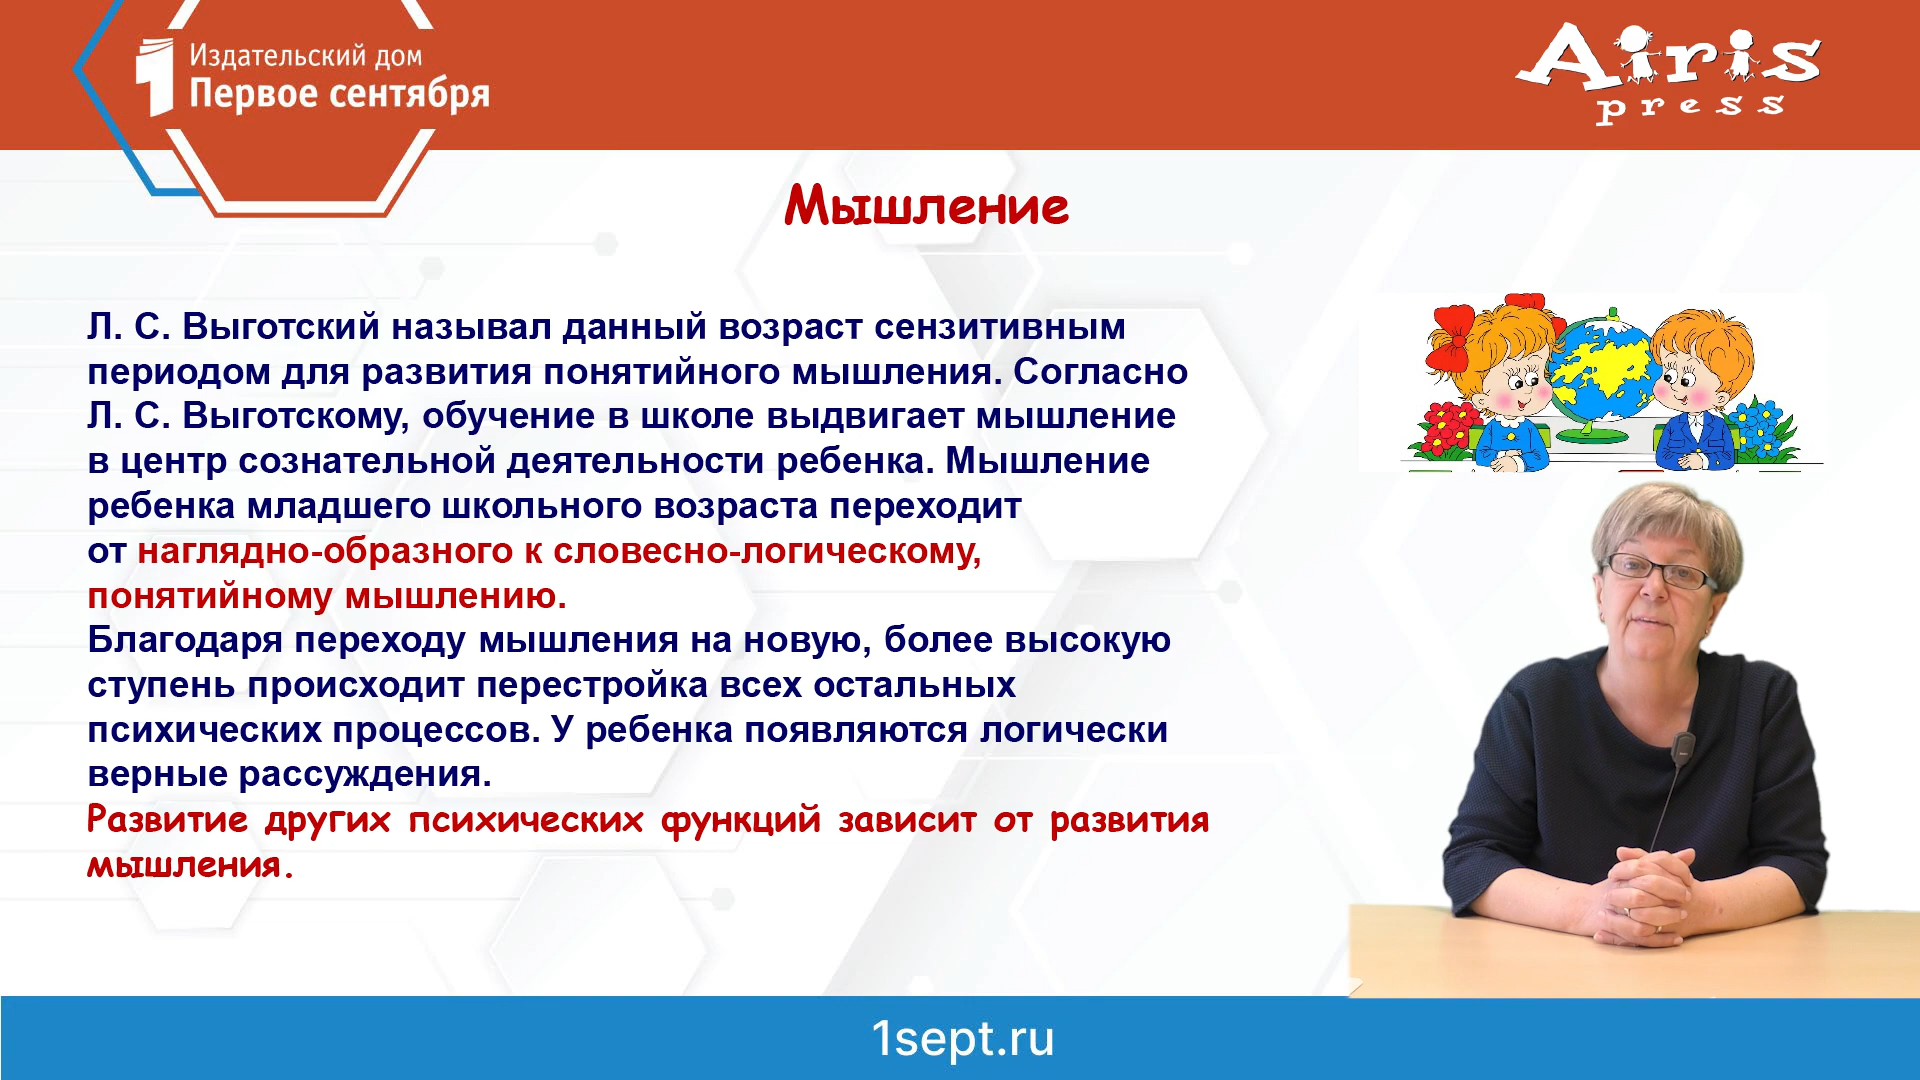 Издательский дом
Первое сентября
Airis
press
Мышление
Л. С. Выготский называл данный возраст сензитивным
периодом для развития понятийного мышления. Согласно
Л. С. Выготскому, обучение в школе выдвигает мышление
в центр сознательной деятельности ребенка. Мышление
ребенка младшего школьного возраста переходит
от наглядно-образного к словесно-логическому,
понятийному мышлению.
Благодаря переходу мышления на новую, более высокую
ступень происходит перестройка всех остальных
психических процессов. У ребенка появляются логически
верные рассуждения.
Развитие других психических функций зависит от развития
мышления.
1sept.ru